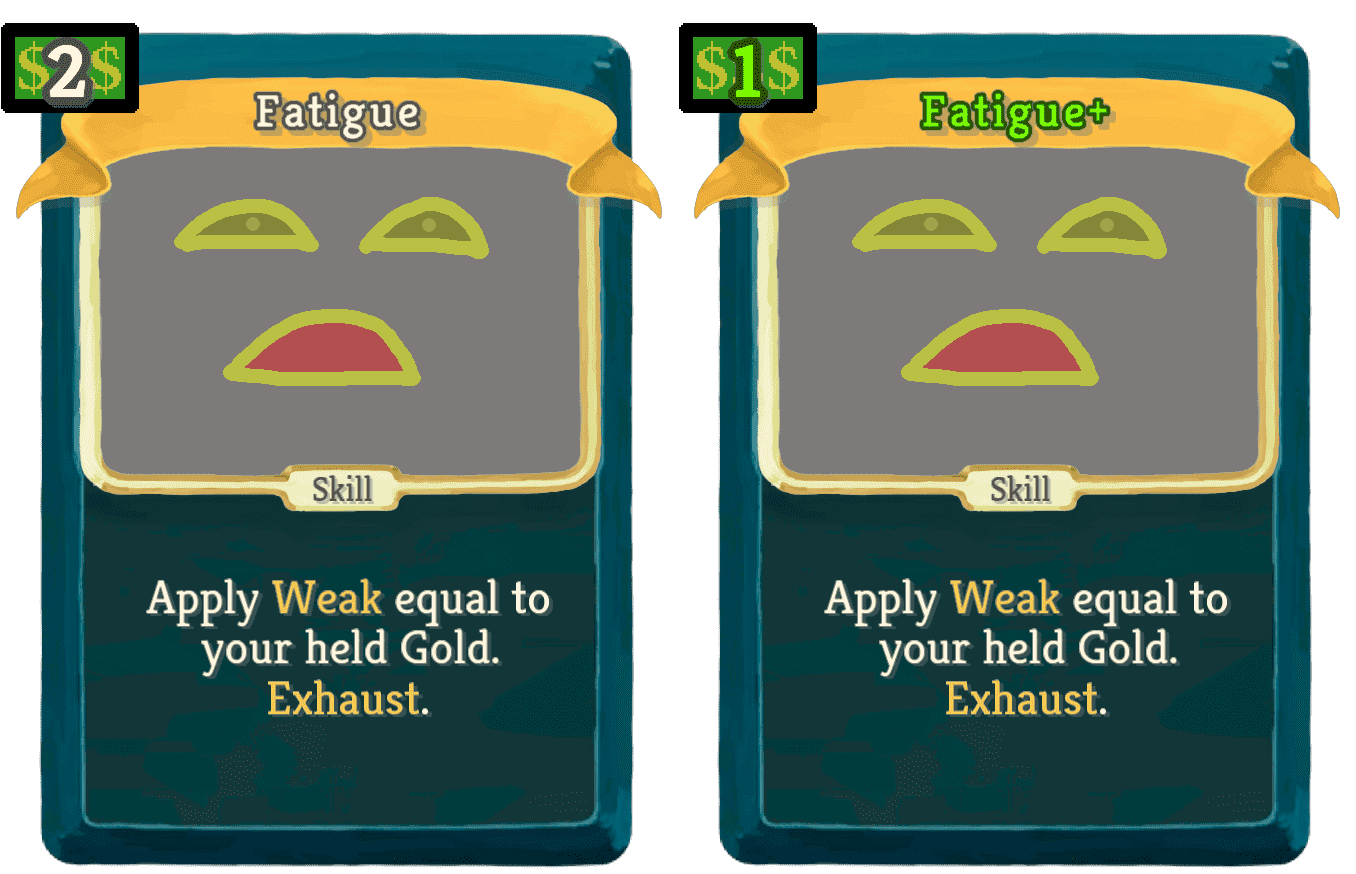 $2$
Fatigue
Skill
Apply Weak equal to
your held Gold.
Exhaust.
$1$
Fatigue+
Skill
Apply Weak equal to
your held Gold.
Exhaust.